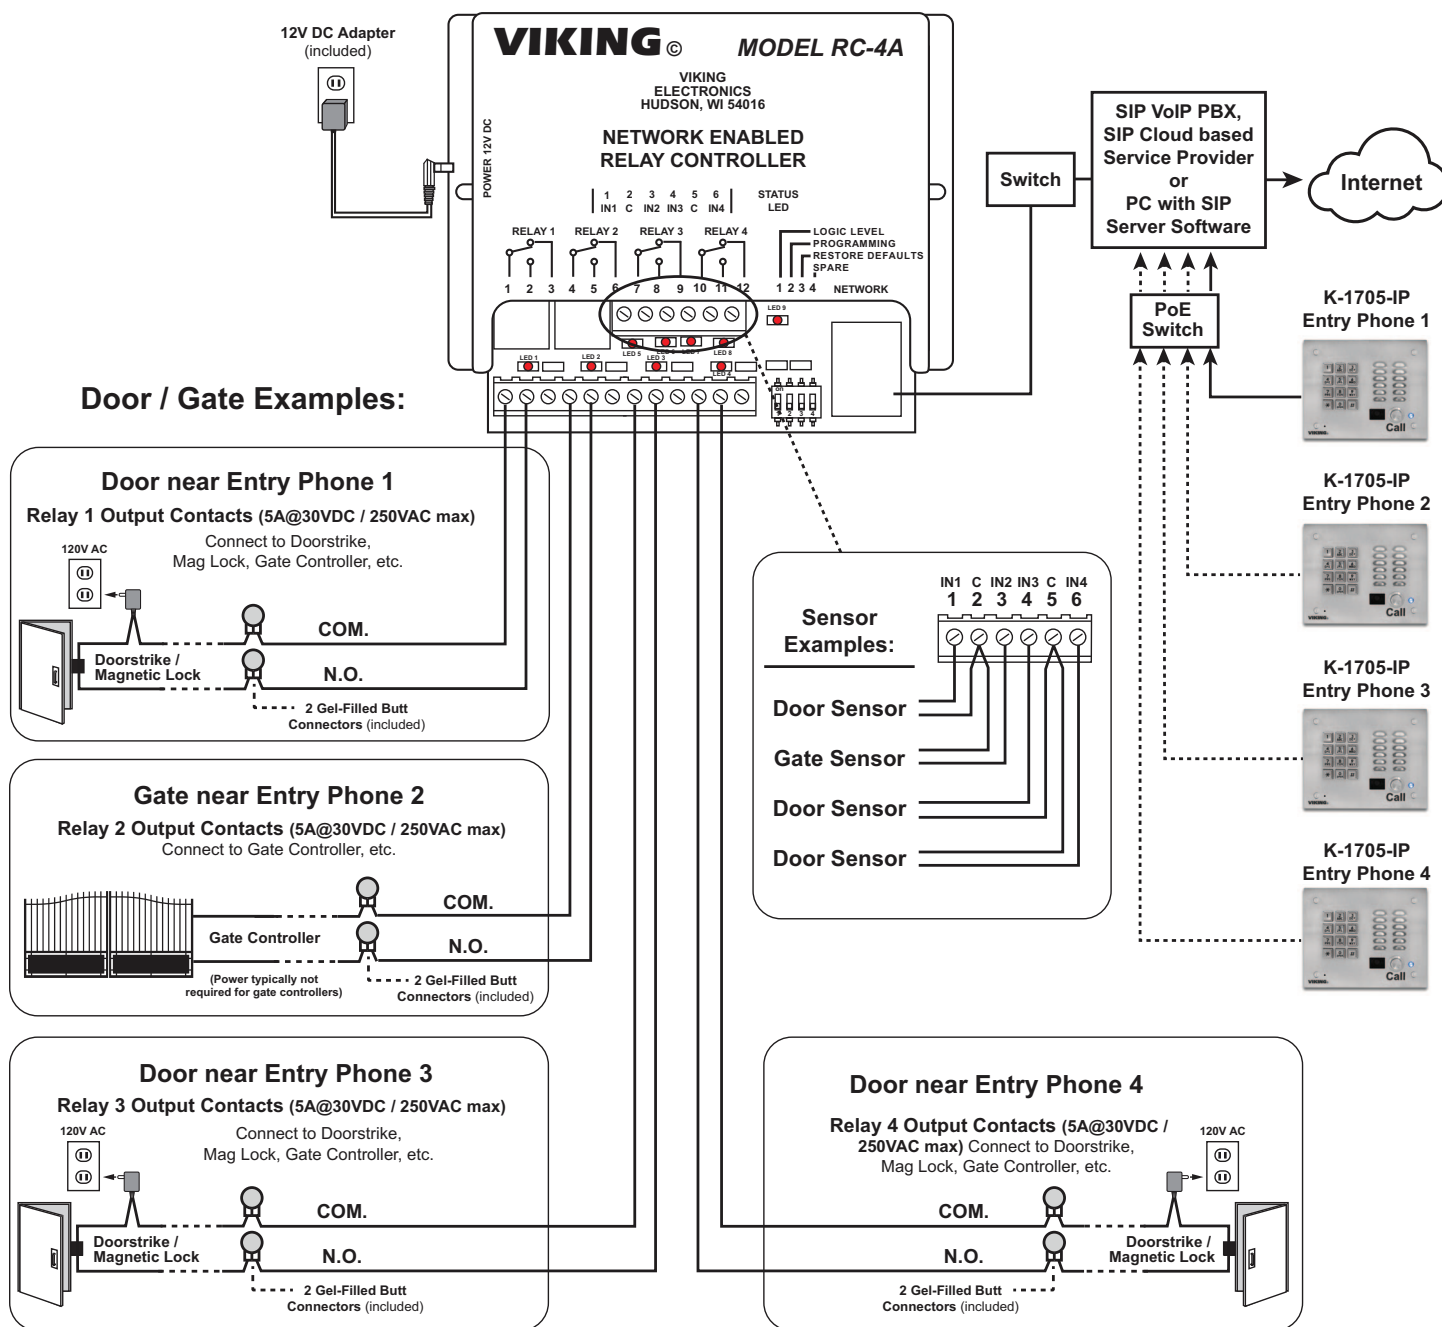 12V DC Adapter
(included)
VIKING ©
MODEL RC-4A
VIKING
ELECTRONICS
HUDSON, WI 54016
NETWORK ENABLED
RELAY CONTROLLER
POWER 12V DC
1 2 3 4 5 6
IN1 C IN2 IN3 C IN4
STATUS
LED
RELAY 1 RELAY 2 RELAY 3 RELAY 4
LOGIC LEVEL
PROGRAMMING
RESTORE DEFAULTS
SPARE
1 2 3 4 5 6 7 8 9 10 11 12
1 2 3 4
NETWORK
LED 9
LED 5
LED 8
LED 1
LED 2
LED 3
LED 4
on
2 3 4
Switch
SIP VoIP PBX,
SIP Cloud based
Service Provider
or
PC with SIP
Server Software
Internet
PoE
Switch
K-1705-IP
Entry Phone 1
VIKING
Call
K-1705-IP
Entry Phone 2
VIKING
Call
K-1705-IP
Entry Phone 3
VIKING
Call
K-1705-IP
Entry Phone 4
VIKING
Call
Door / Gate Examples:
Door near Entry Phone 1
Relay 1 Output Contacts (5A@30VDC / 250VAC max)
Connect to Doorstrike,
Mag Lock, Gate Controller, etc.
120V AC
COM.
Doorstrike /
Magnetic Lock
N.O.
2 Gel-Filled Butt
Connectors (included)
Gate near Entry Phone 2
Relay 2 Output Contacts (5A@30VDC / 250VAC max)
Connect to Gate Controller, etc.
COM.
Gate Controller
N.O.
(Power typically not
required for gate controllers)
2 Gel-Filled Butt
Connectors (included)
Door near Entry Phone 3
Relay 3 Output Contacts (5A@30VDC / 250VAC max)
Connect to Doorstrike,
Mag Lock, Gate Controller, etc.
120V AC
COM.
Doorstrike /
Magnetic Lock
N.O.
2 Gel-Filled Butt
Connectors (included)
Sensor
Examples:
IN1 C IN2 IN3 C IN4
1 2 3 4 5 6
Door Sensor
Gate Sensor
Door Sensor
Door Sensor
Door near Entry Phone 4
Relay 4 Output Contacts (5A@30VDC /
250VAC max) Connect to Doorstrike,
Mag Lock, Gate Controller, etc.
120V AC
COM.
Doorstrike /
Magnetic Lock
N.O.
2 Gel-Filled Butt
Connectors (included)